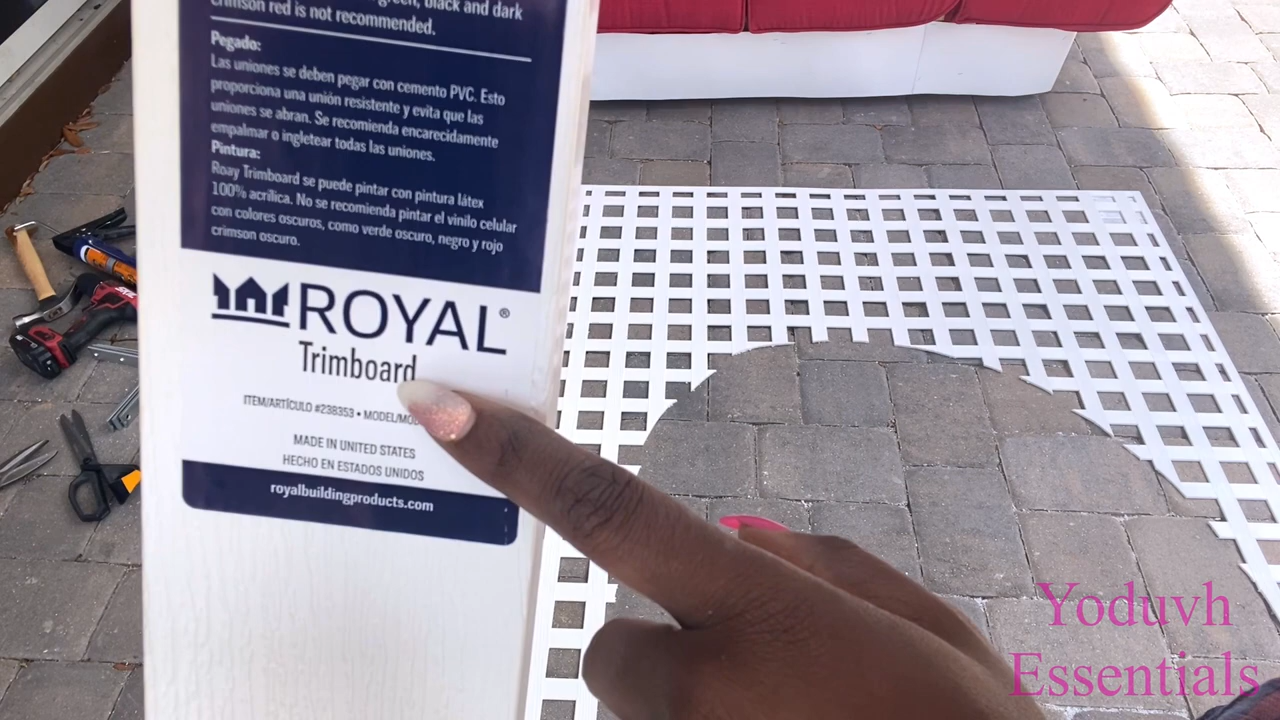 green, black and dark
crimson red is not recommended.
Pegado:
Las uniones se deben pegar con cemento PVC. Esto
proporciona una unión resistente y evita que las
uniones se abran. Se recomienda encarecidamente
empalmar o ingletear todas las uniones.
Pintura:
Roay Trimboard se puede pintar con pintura látex
100% acrílica. No se recomienda pintar el vinilo celular
con colores oscuros, como verde oscuro, negro y rojo
crimson oscuro.
ROYAL®
Trimboard
ITEM/ARTÍCULO #238353 •
MADE IN UNITED STATES
HECHO EN ESTADOS UNIDOS
royalbuildingproducts.com
Yoduvh
Essentials